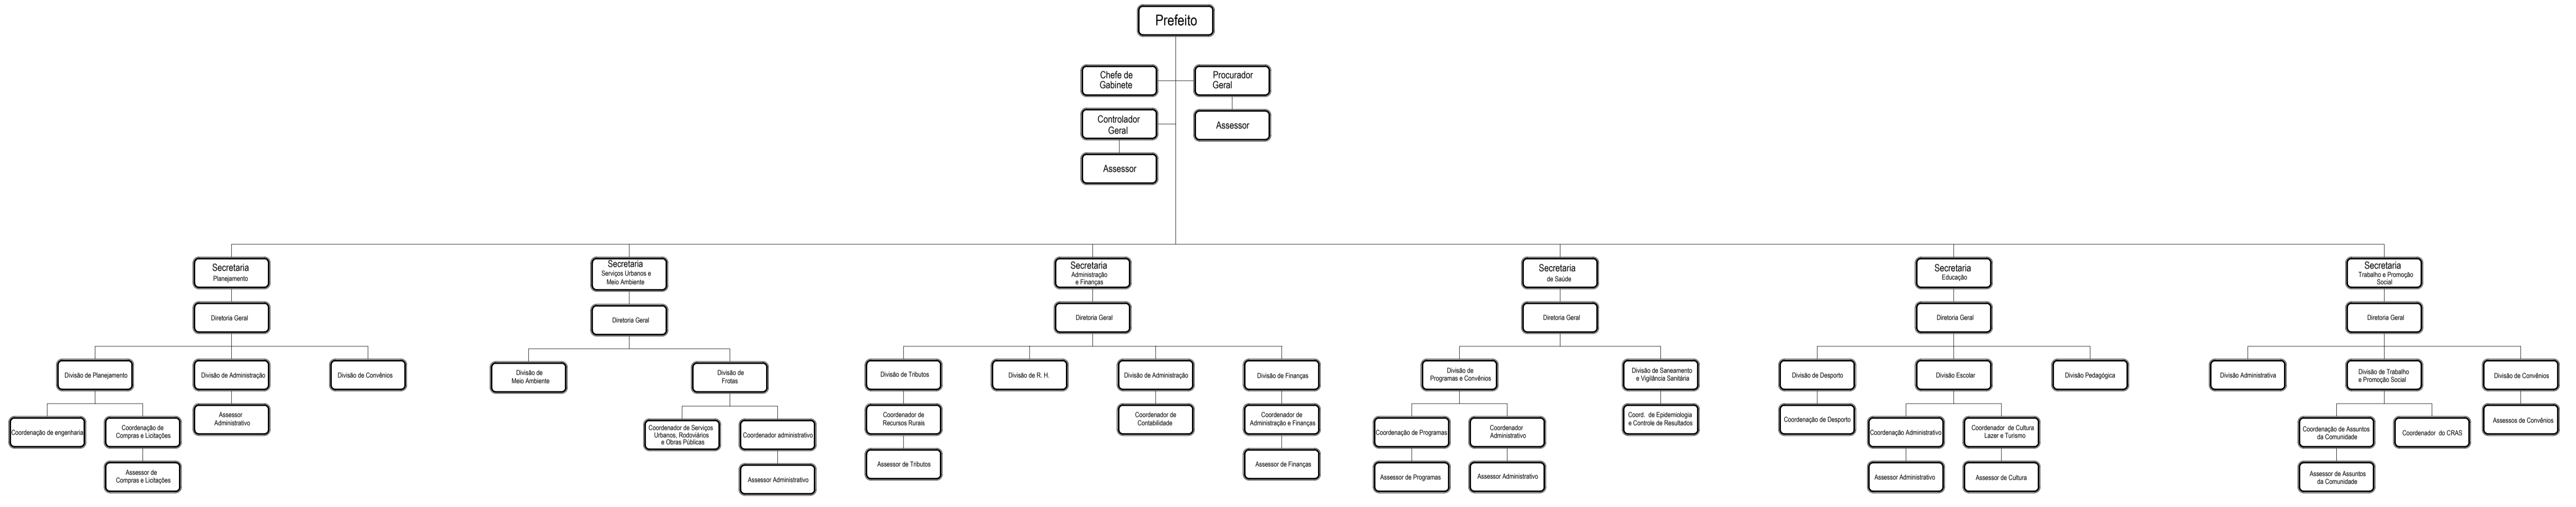 Prefeito
Chefe de
Gabinete
Procurador
Geral
Controlador
Geral
Assessor
Assessor
Secretaria
Planejamento
Secretaria
Serviços Urbanos e
Meio Ambiente
Secretaria
Administração
e Finanças
Secretaria
de Saúde
Secretaria
Educação
Secretaria
Trabalho e Promoção
Social
Diretoria Geral
Diretoria Geral
Diretoria Geral
Diretoria Geral
Diretoria Geral
Diretoria Geral
Divisão de Planejamento
Divisão de Administração
Divisão de Convênios
Divisão de
Meio Ambiente
Divisão de
Frotas
Divisão de Tributos
Divisão de R. H.
Divisão de Administração
Divisão de Finanças
Divisão de
Programas e Convênios
Divisão de Saneamento
e Vigilância Sanitária
Divisão de Desporto
Divisão Escolar
Divisão Pedagógica
Divisão Administrativa
Divisão de Trabalho
e Promoção Social
Divisão de Convênios
Coordenação de engenharia
Coordenação de
Compras e Licitações
Assessor
Administrativo
Coordenador de Serviços
Urbanos, Rodoviários
e Obras Públicas
Coordenador administrativo
Coordenador de
Recursos Rurais
Coordenador de
Contabilidade
Coordenador de
Administração e Finanças
Coordenação de Programas
Coordenador
Administrativo
Coord. de Epidemiologia
e Controle de Resultados
Coordenação de Desporto
Coordenação Administrativo
Coordenador de Cultura
Lazer e Turismo
Coordenação de Assuntos
da Comunidade
Coordenador do CRAS
Assessos de Convênios
Assessor de
Compras e Licitações
Assessor Administrativo
Assessor de Tributos
Assessor de Finanças
Assessor de Programas
Assessor Administrativo
Assessor Administrativo
Assessor de Cultura
Assessor de Assuntos
da Comunidade